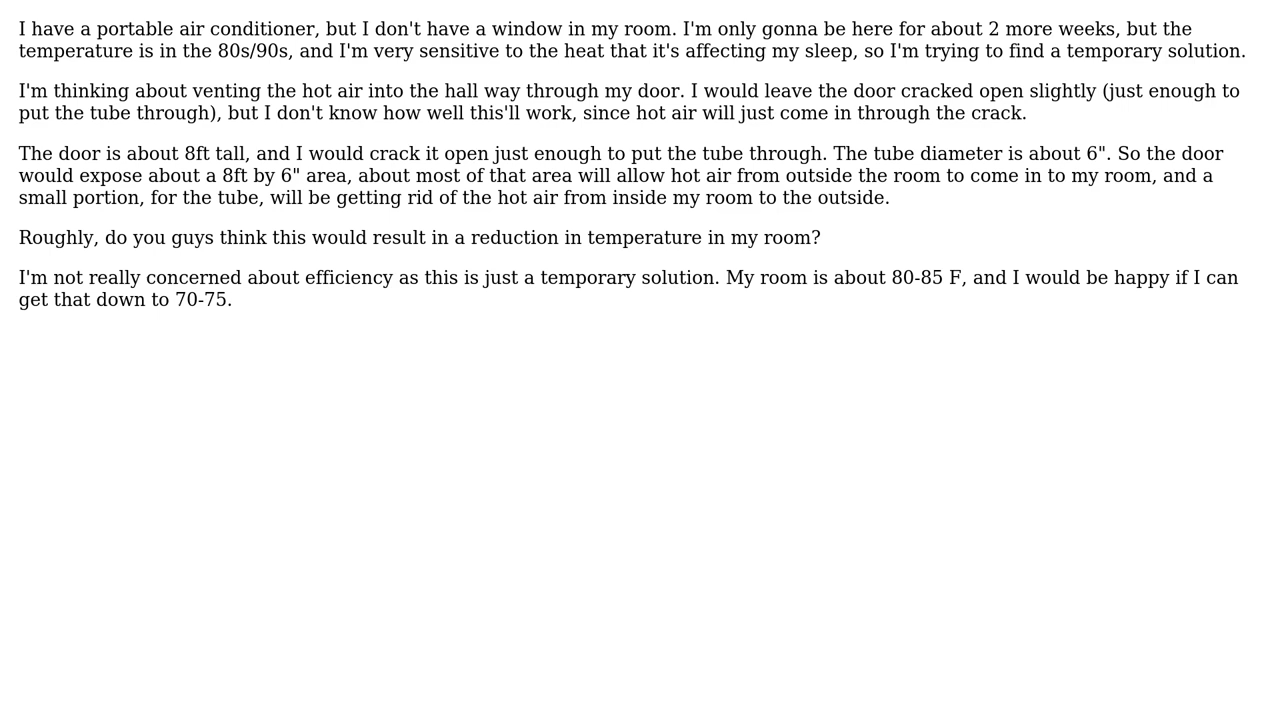 I have a portable air conditioner, but I don't have a window in my room. I'm only gonna be here for about 2 more weeks, but the
temperature is in the 80s/90s, and I'm very sensitive to the heat that it's affecting my sleep, so I'm trying to find a temporary solution.
I'm thinking about venting the hot air into the hall way through my door. I would leave the door cracked open slightly (just enough to
put the tube through), but I don't know how well this'll work, since hot air will just come in through the crack.
The door is about 8ft tall, and I would crack it open just enough to put the tube through. The tube diameter is about 6". So the door
would expose about a 8ft by 6" area, about most of that area will allow hot air from outside the room to come in to my room, and a
small portion, for the tube, will be getting rid of the hot air from inside my room to the outside.
Roughly, do you guys think this would result in a reduction in temperature in my room?
I'm not really concerned about efficiency as this is just a temporary solution. My room is about 80-85 F, and I would be happy if I can
get that down to 70-75.